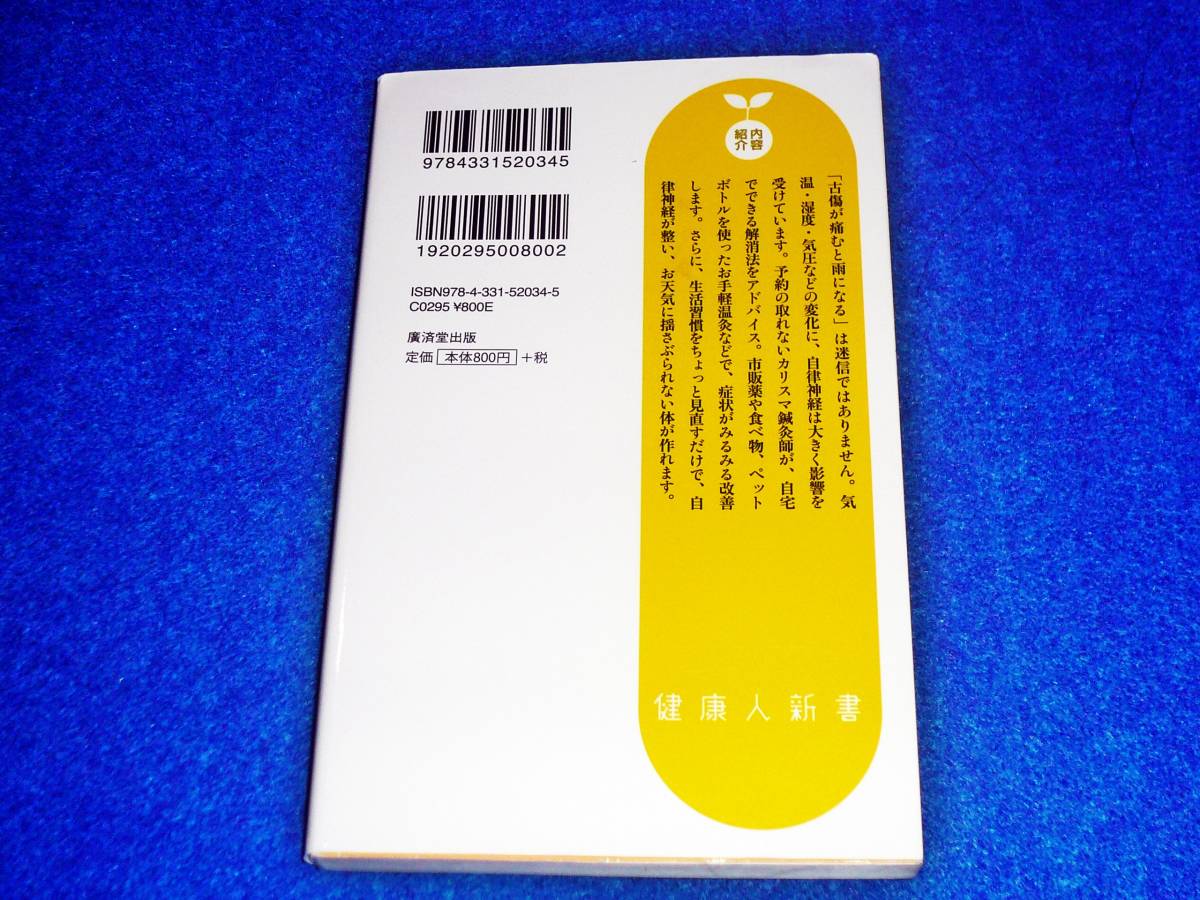 9784331520345
1920295008002
ISBN978-4-331-52034-5
C0295 ¥800E
廣済堂出版
定価 本体800円 +税
内容
紹介
「古傷が痛むと雨になる」は迷信ではありません。気
温・湿度・気圧などの変化に、自律神経は大きく影響を
受けています。予約の取れないカリスマ鍼灸師が、自宅
でできる解消法をアドバイス。市販薬や食べ物、ペット
ボトルを使ったお手軽温灸などで、症状がみるみる改善
します。さらに、生活習慣をちょっと見直すだけで、自
律神経が整い、お天気に揺さぶられない体が作れます。
健康人新書